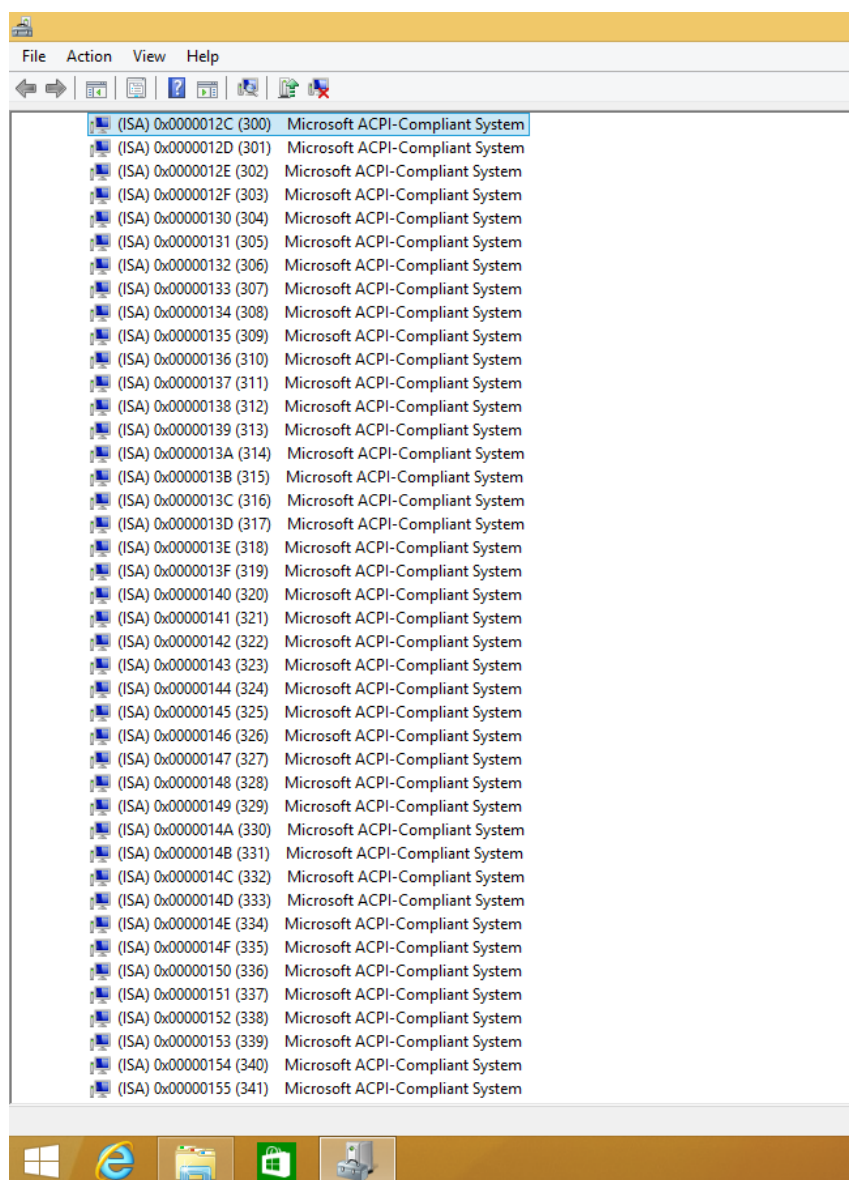 File Action View Help
(ISA) 0x0000012C (300) Microsoft ACPI-Compliant System
(ISA) 0x0000012D (301) Microsoft ACPI-Compliant System
(ISA) 0x0000012E (302) Microsoft ACPI-Compliant System
(ISA) 0x0000012F (303) Microsoft ACPI-Compliant System
(ISA) 0x00000130 (304) Microsoft ACPI-Compliant System
(ISA) 0x00000131 (305) Microsoft ACPI-Compliant System
(ISA) 0x00000132 (306) Microsoft ACPI-Compliant System
(ISA) 0x00000133 (307) Microsoft ACPI-Compliant System
(ISA) 0x00000134 (308) Microsoft ACPI-Compliant System
(ISA) 0x00000135 (309) Microsoft ACPI-Compliant System
(ISA) 0x00000136 (310) Microsoft ACPI-Compliant System
(ISA) 0x00000137 (311) Microsoft ACPI-Compliant System
(ISA) 0x00000138 (312) Microsoft ACPI-Compliant System
(ISA) 0x00000139 (313) Microsoft ACPI-Compliant System
(ISA) 0x0000013A (314) Microsoft ACPI-Compliant System
(ISA) 0x0000013B (315) Microsoft ACPI-Compliant System
(ISA) 0x0000013C (316) Microsoft ACPI-Compliant System
(ISA) 0x0000013D (317) Microsoft ACPI-Compliant System
(ISA) 0x0000013E (318) Microsoft ACPI-Compliant System
(ISA) 0x0000013F (319) Microsoft ACPI-Compliant System
(ISA) 0x00000140 (320) Microsoft ACPI-Compliant System
(ISA) 0x00000141 (321) Microsoft ACPI-Compliant System
(ISA) 0x00000142 (322) Microsoft ACPI-Compliant System
(ISA) 0x00000143 (323) Microsoft ACPI-Compliant System
(ISA) 0x00000144 (324) Microsoft ACPI-Compliant System
(ISA) 0x00000145 (325) Microsoft ACPI-Compliant System
(ISA) 0x00000146 (326) Microsoft ACPI-Compliant System
(ISA) 0x00000147 (327) Microsoft ACPI-Compliant System
(ISA) 0x00000148 (328) Microsoft ACPI-Compliant System
(ISA) 0x00000149 (329) Microsoft ACPI-Compliant System
(ISA) 0x0000014A (330) Microsoft ACPI-Compliant System
(ISA) 0x0000014B (331) Microsoft ACPI-Compliant System
(ISA) 0x0000014C (332) Microsoft ACPI-Compliant System
(ISA) 0x0000014D (333) Microsoft ACPI-Compliant System
(ISA) 0x0000014E (334) Microsoft ACPI-Compliant System
(ISA) 0x0000014F (335) Microsoft ACPI-Compliant System
(ISA) 0x00000150 (336) Microsoft ACPI-Compliant System
(ISA) 0x00000151 (337) Microsoft ACPI-Compliant System
(ISA) 0x00000152 (338) Microsoft ACPI-Compliant System
(ISA) 0x00000153 (339) Microsoft ACPI-Compliant System
(ISA) 0x00000154 (340) Microsoft ACPI-Compliant System
(ISA) 0x00000155 (341) Microsoft ACPI-Compliant System